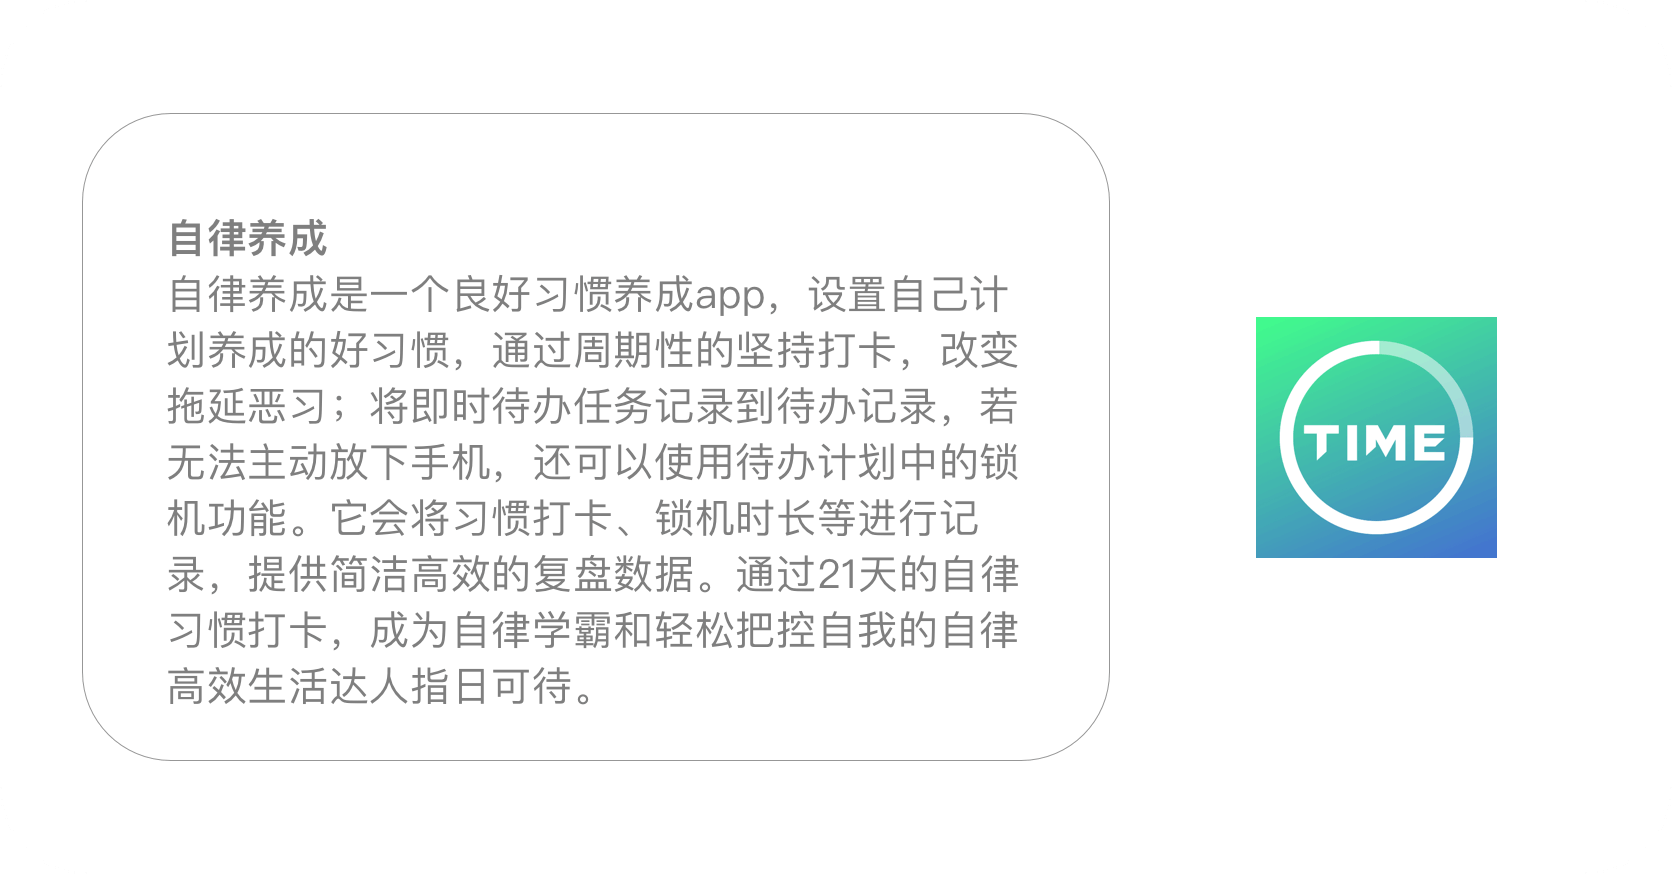 自律养成
自律养成是一个良好习惯养成app，设置自己计
划养成的好习惯，通过周期性的坚持打卡，改变
拖延恶习；将即时待办任务记录到待办记录，若
无法主动放下手机，还可以使用待办计划中的锁
机功能。它会将习惯打卡、锁机时长等进行记
录，提供简洁高效的复盘数据。通过21天的自律
习惯打卡，成为自律学霸和轻松把控自我的自律
高效生活达人指日可待。
TIME